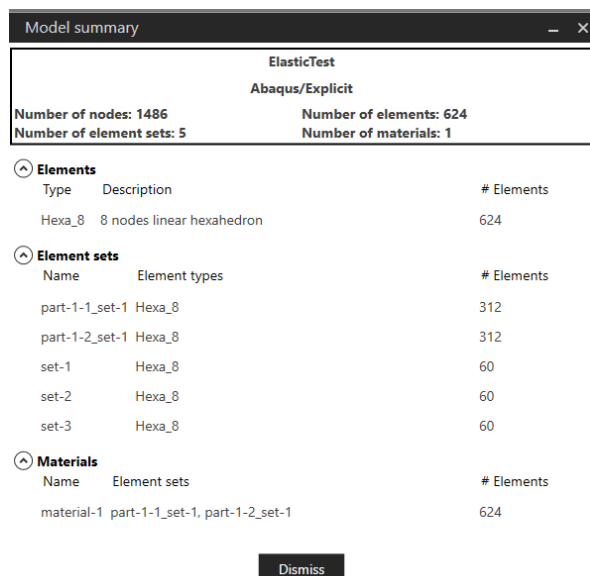 Model summary
ElasticTest
Abaqus/Explicit
Number of nodes: 1486 Number of elements: 624
Number of element sets: 5 Number of materials: 1
Elements
Type Description # Elements
Hexa_8 8 nodes linear hexahedron 624
Element sets
Name Element types # Elements
part-1-1_set-1 Hexa_8 312
part-1-2_set-1 Hexa_8 312
set-1 Hexa_8 60
set-2 Hexa_8 60
set-3 Hexa_8 60
Materials
Name Element sets # Elements
material-1 part-1-1_set-1, part-1-2_set-1 624
Dismiss